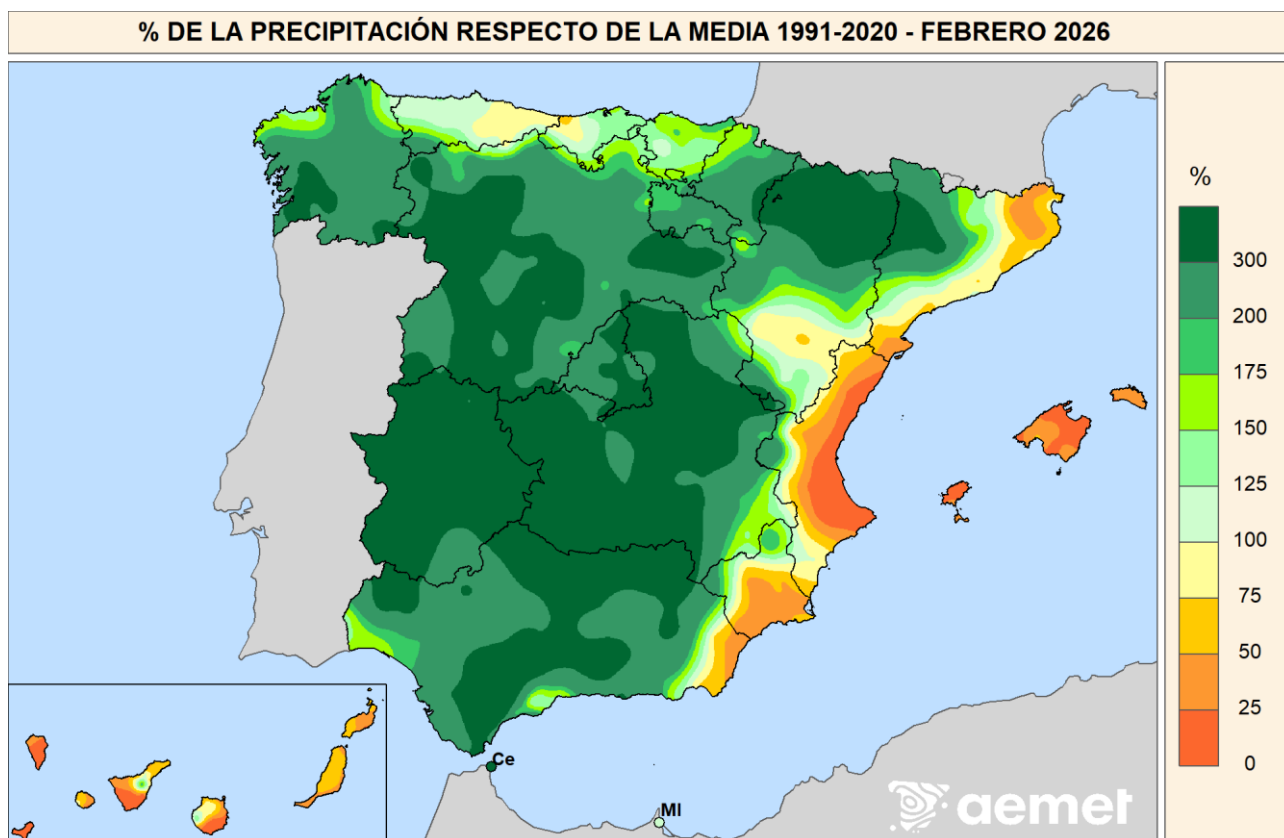 % DE LA PRECIPITACIÓN RESPECTO DE LA MEDIA 1991-2020 - FEBRERO 2026
%
300
200
175
150
125
100
75
50
25
0
Ce
Ml
aemet